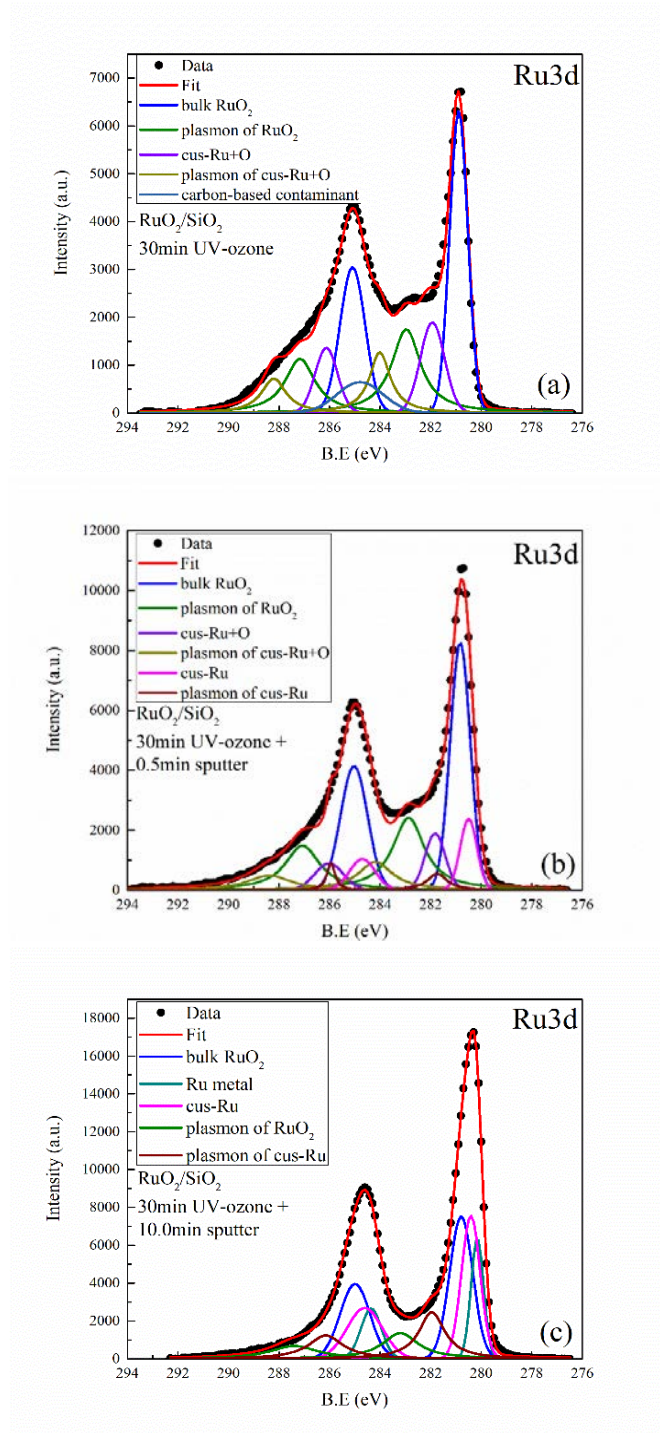 Ru3d
Data
Fit
bulk RuO2
plasmon of RuO2
cus-Ru+O
plasmon of cus-Ru+O
carbon-based contaminant
RuO2/SiO2
30min UV-ozone
(a)
7000
6000
5000
4000
3000
2000
1000
0
Intensity (a.u.)
294 292 290 288 286 284 282 280 278 276
B.E (eV)
Ru3d
Data
Fit
bulk RuO2
plasmon of RuO2
cus-Ru+O
plasmon of cus-Ru+O
cus-Ru
plasmon of cus-Ru
RuO2/SiO2
30min UV-ozone +
0.5min sputter
(b)
12000
10000
8000
6000
4000
2000
0
Intensity (a.u.)
294 292 290 288 286 284 282 280 278 276
B.E (eV)
Ru3d
Data
Fit
bulk RuO2
Ru metal
cus-Ru
plasmon of RuO2
plasmon of cus-Ru
RuO2/SiO2
30min UV-ozone +
10.0min sputter
(c)
18000
16000
14000
12000
10000
8000
6000
4000
2000
0
Intensity (a.u.)
294 292 290 288 286 284 282 280 278 276
B.E (eV)